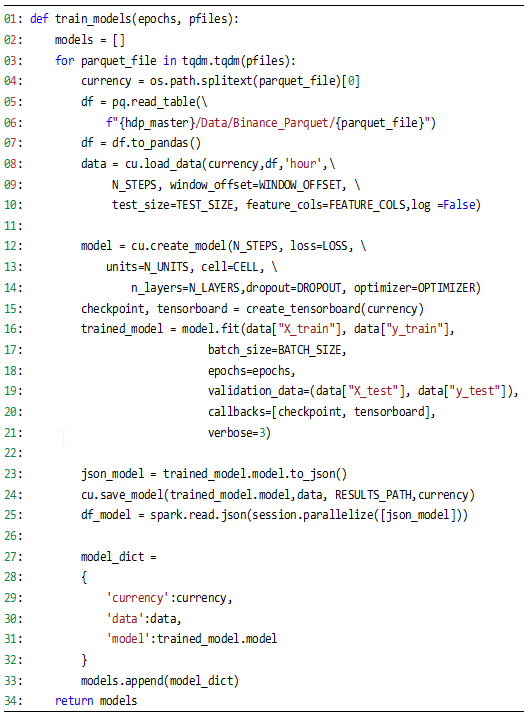 01: def train_models(epochs, pfiles):
02:     models = []
03:     for parquet_file in tqdm.tqdm(pfiles):
04:         currency = os.path.splitext(parquet_file)[0]
05:         df = pq.read_table(\
06:             f"{hdp_master}/Data/Binance_Parquet/{parquet_file}")
07:         df = df.to_pandas()
08:         data = cu.load_data(currency,df,'hour',\
09:              N_STEPS, window_offset=WINDOW_OFFSET, \
10:              test_size=TEST_SIZE, feature_cols=FEATURE_COLS,log =False)
11:
12:         model = cu.create_model(N_STEPS, loss=LOSS, \
13:             units=N_UNITS, cell=CELL, \
14:                 n_layers=N_LAYERS,dropout=DROPOUT, optimizer=OPTIMIZER)
15:         checkpoint, tensorboard = create_tensorboard(currency)
16:         trained_model = model.fit(data["X_train"], data["y_train"],
17:                             batch_size=BATCH_SIZE,
18:                             epochs=epochs,
19:                             validation_data=(data["X_test"], data["y_test"]),
20:                             callbacks=[checkpoint, tensorboard],
21:                             verbose=3)
22:
23:         json_model = trained_model.model.to_json()
24:         cu.save_model(trained_model.model,data, RESULTS_PATH,currency)
25:         df_model = spark.read.json(session.parallelize([json_model]))
26:
27:         model_dict =
28:         {
29:             'currency':currency,
30:             'data':data,
31:             'model':trained_model.model
32:         }
33:         models.append(model_dict)
34:     return models